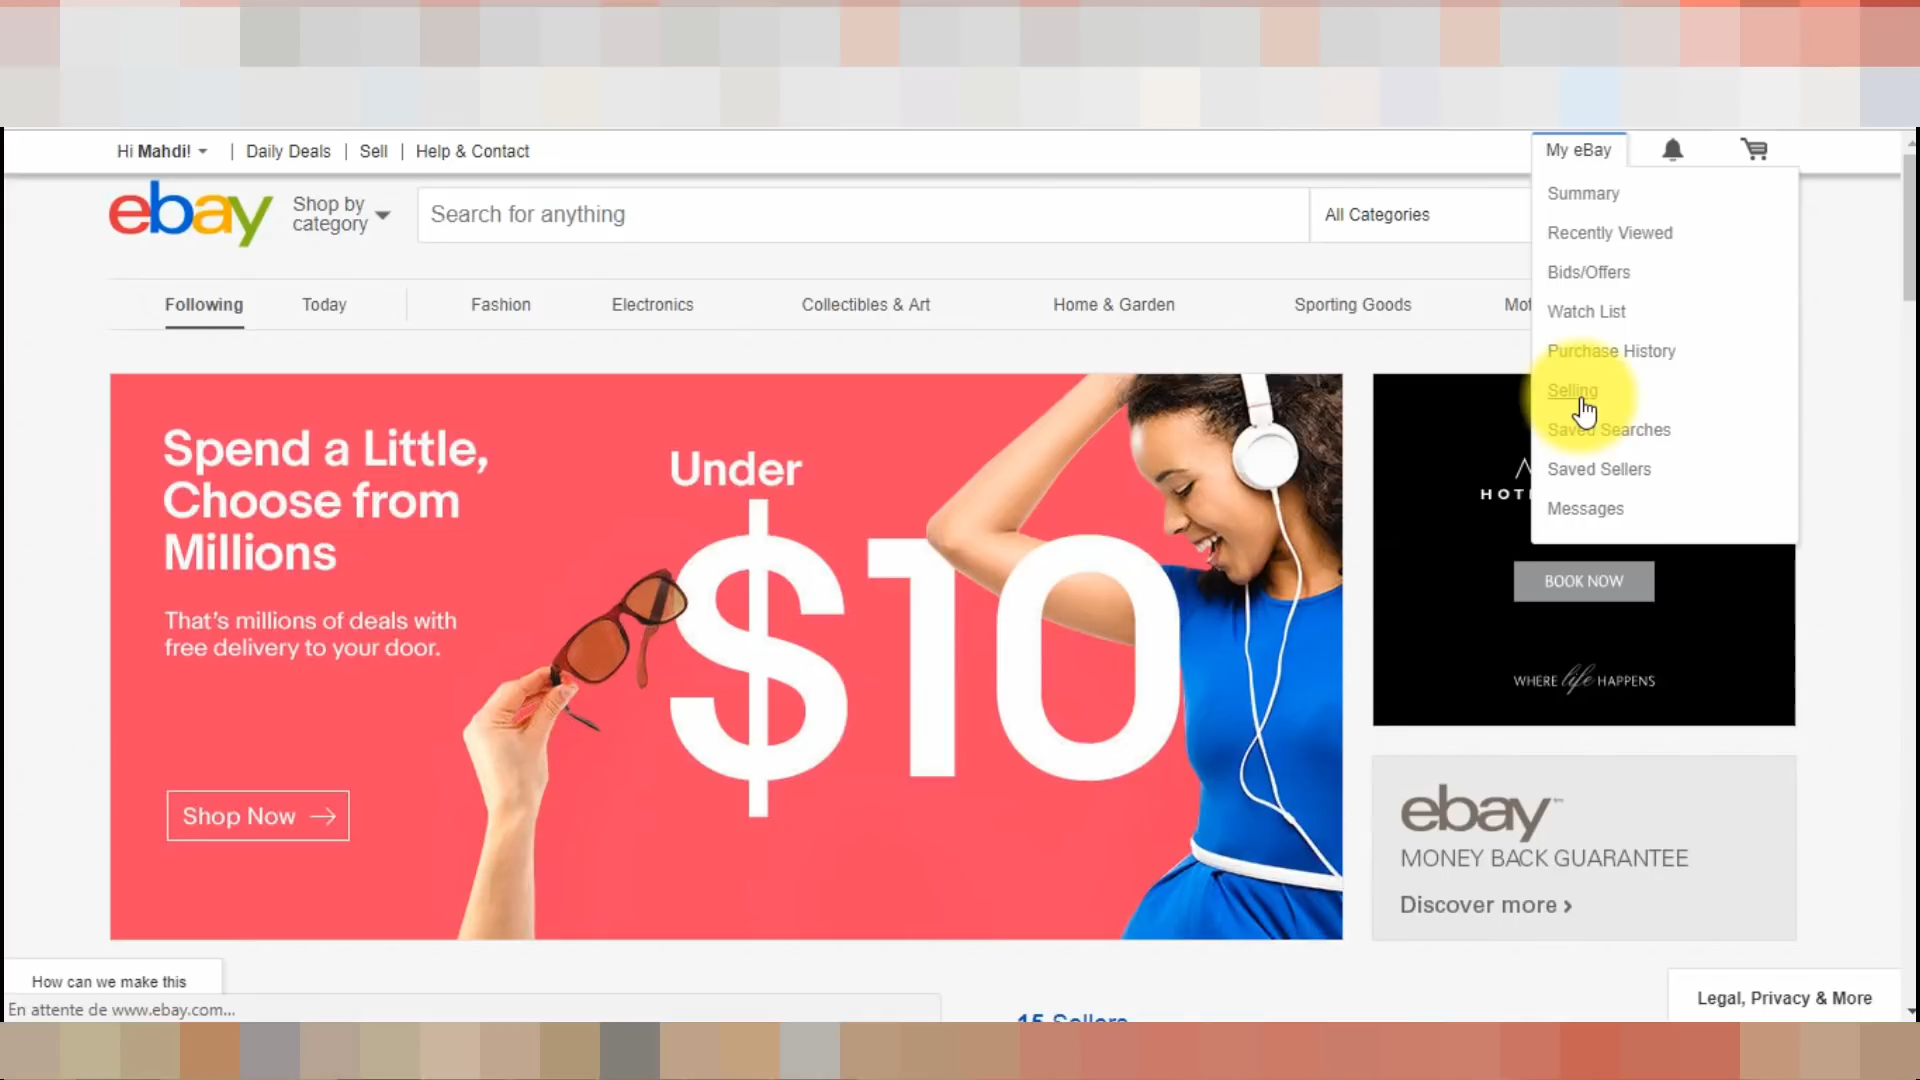 Hi Mahdi!
Daily Deals
Sell
Help & Contact
My eBay
ebay
Shop by
category
Search for anything
All Categories
Summary
Recently Viewed
Bids/Offers
Watch List
Purchase History
Selling
Saved Searches
Saved Sellers
Messages
Following
Today
Fashion
Electronics
Collectibles & Art
Home & Garden
Sporting Goods
Spend a Little,
Choose from
Millions
That's millions of deals with
free delivery to your door.
Shop Now
Under
$10
BOOK NOW
WHERE life HAPPENS
ebay
MONEY BACK GUARANTEE
Discover more
How can we make this
En attente de www.ebay.com...
15 Sellers
Legal, Privacy & More